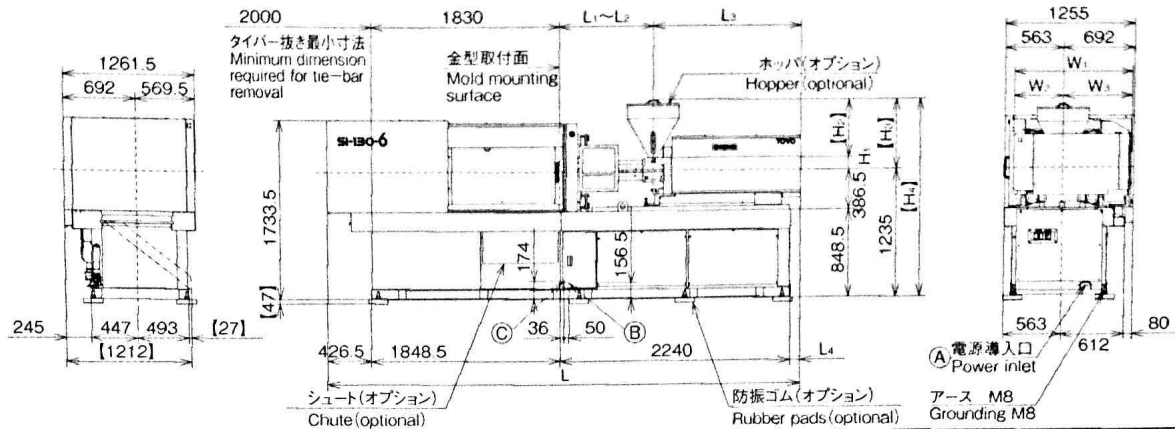 2000
1830
L₁~L₂
L₃
1255
タイバー抜き最小寸法
Minimum dimension
required for tie-bar
removal
金型取付面
Mold mounting
surface
ホッパ(オプション)
Hopper(optional)
563
692
W₁
W₂
W₃
1261.5
692
569.5
Si-130-6
TOYO
【H₂】
【H₃】
H₁
【H₄】
1733.5
386.5
848.5
1235
174
156.5
【47】
245
447
493
【27】
【1212】
C
36
50
B
426.5
1848.5
2240
L₄
L
563
612
80
シュート(オプション)
Chute(optional)
防振ゴム(オプション)
Rubber pads(optional)
A 電源導入口
Power inlet
アース M8
Grounding M8